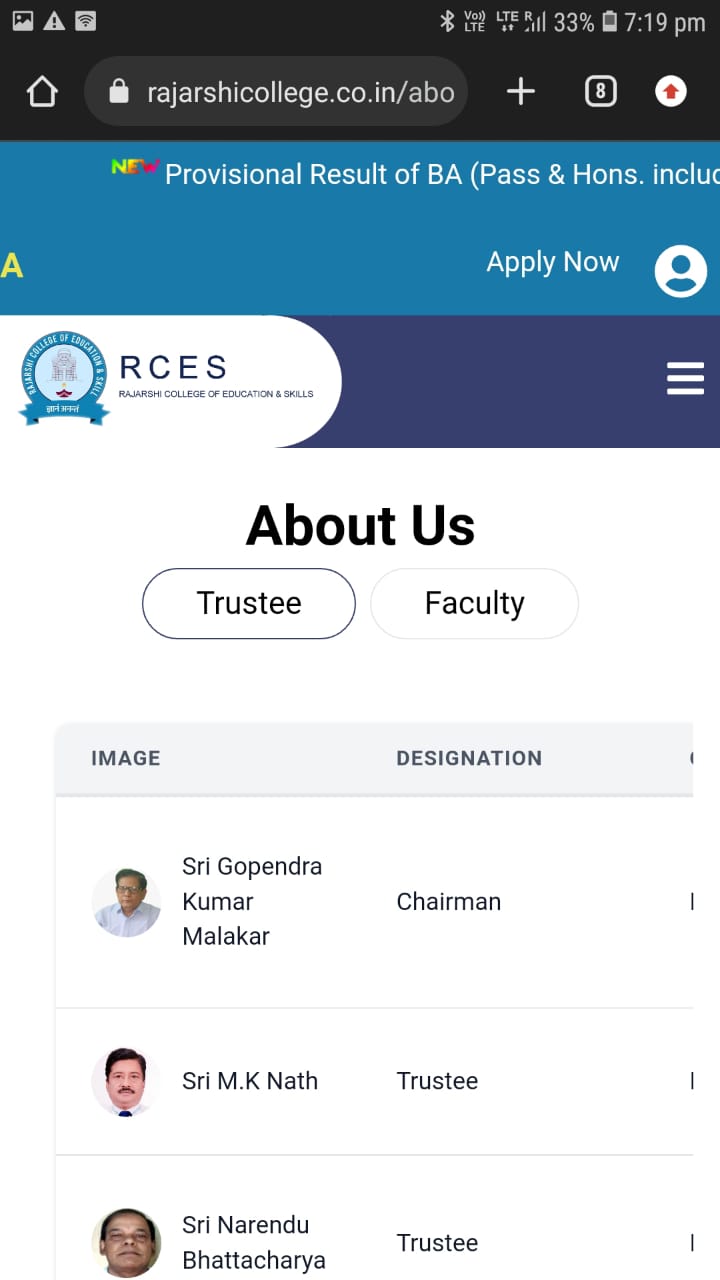 Vo)) LTE LTE R 33% 7:19 pm
rajarshicollege.co.in/abo 8
NEW Provisional Result of BA (Pass & Hons. includ
A
Apply Now
RAJARSHI COLLEGE OF EDUCATION & SKILL
ज्ञानं अनन्तं
RCES
RAJARSHI COLLEGE OF EDUCATION & SKILLS
About Us
Trustee Faculty
IMAGE DESIGNATION
Sri Gopendra
Kumar
Malakar
Chairman
Sri M.K Nath Trustee
Sri Narendu
Bhattacharya
Trustee